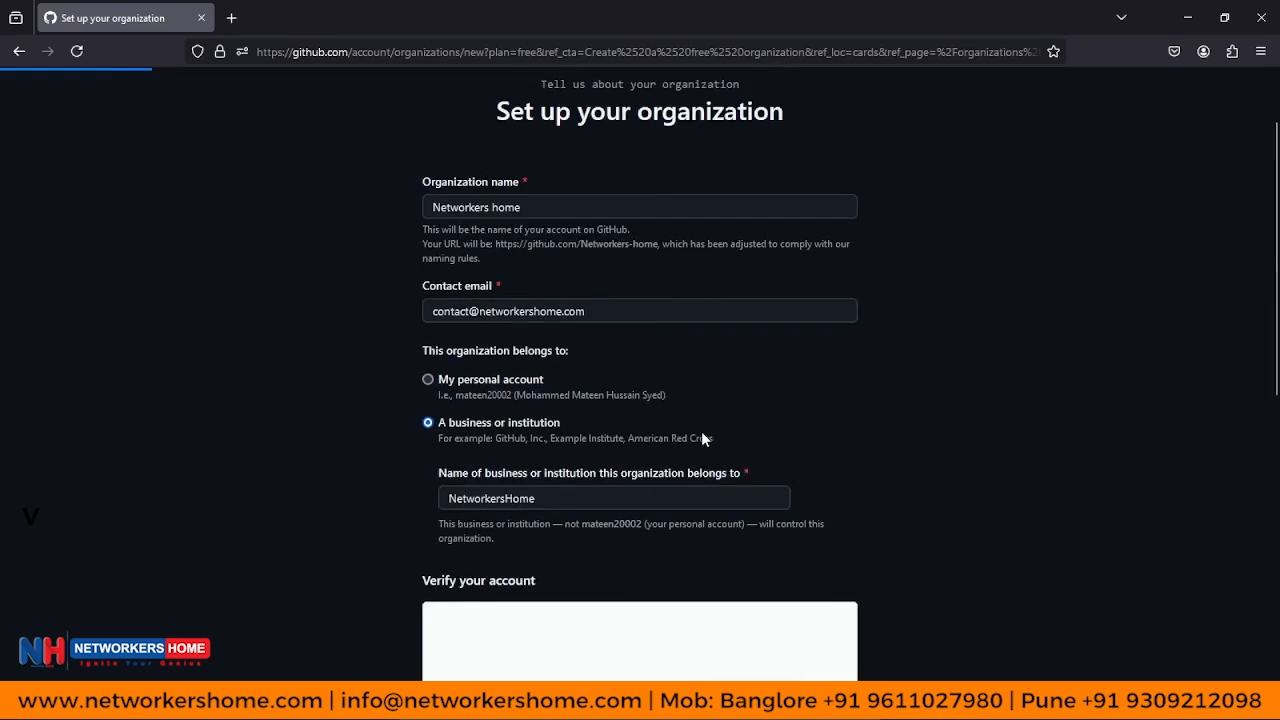 Set up your organization
https://github.com/account/organizations/new?plan=free&ref_cta=Create%2520a%2520free%2520organization&ref_loc=cards&ref_page=%2Forganizations%
Tell us about your organization
Set up your organization
Organization name *
Networkers home
This will be the name of your account on GitHub.
Your URL will be: https://github.com/Networkers-home, which has been adjusted to comply with our
naming rules.
Contact email *
contact@networkershome.com
This organization belongs to:
My personal account
I.e., mateen20002 (Mohammed Mateen Hussain Syed)
A business or institution
For example: GitHub, Inc., Example Institute, American Red Cross
Name of business or institution this organization belongs to *
NetworkersHome
This business or institution — not mateen20002 (your personal account) — will control this
organization.
V
Verify your account
NH NETWORKERS HOME
Ignite Your Genius
www.networkershome.com | info@networkershome.com | Mob: Banglore +91 9611027980 | Pune +91 9309212098